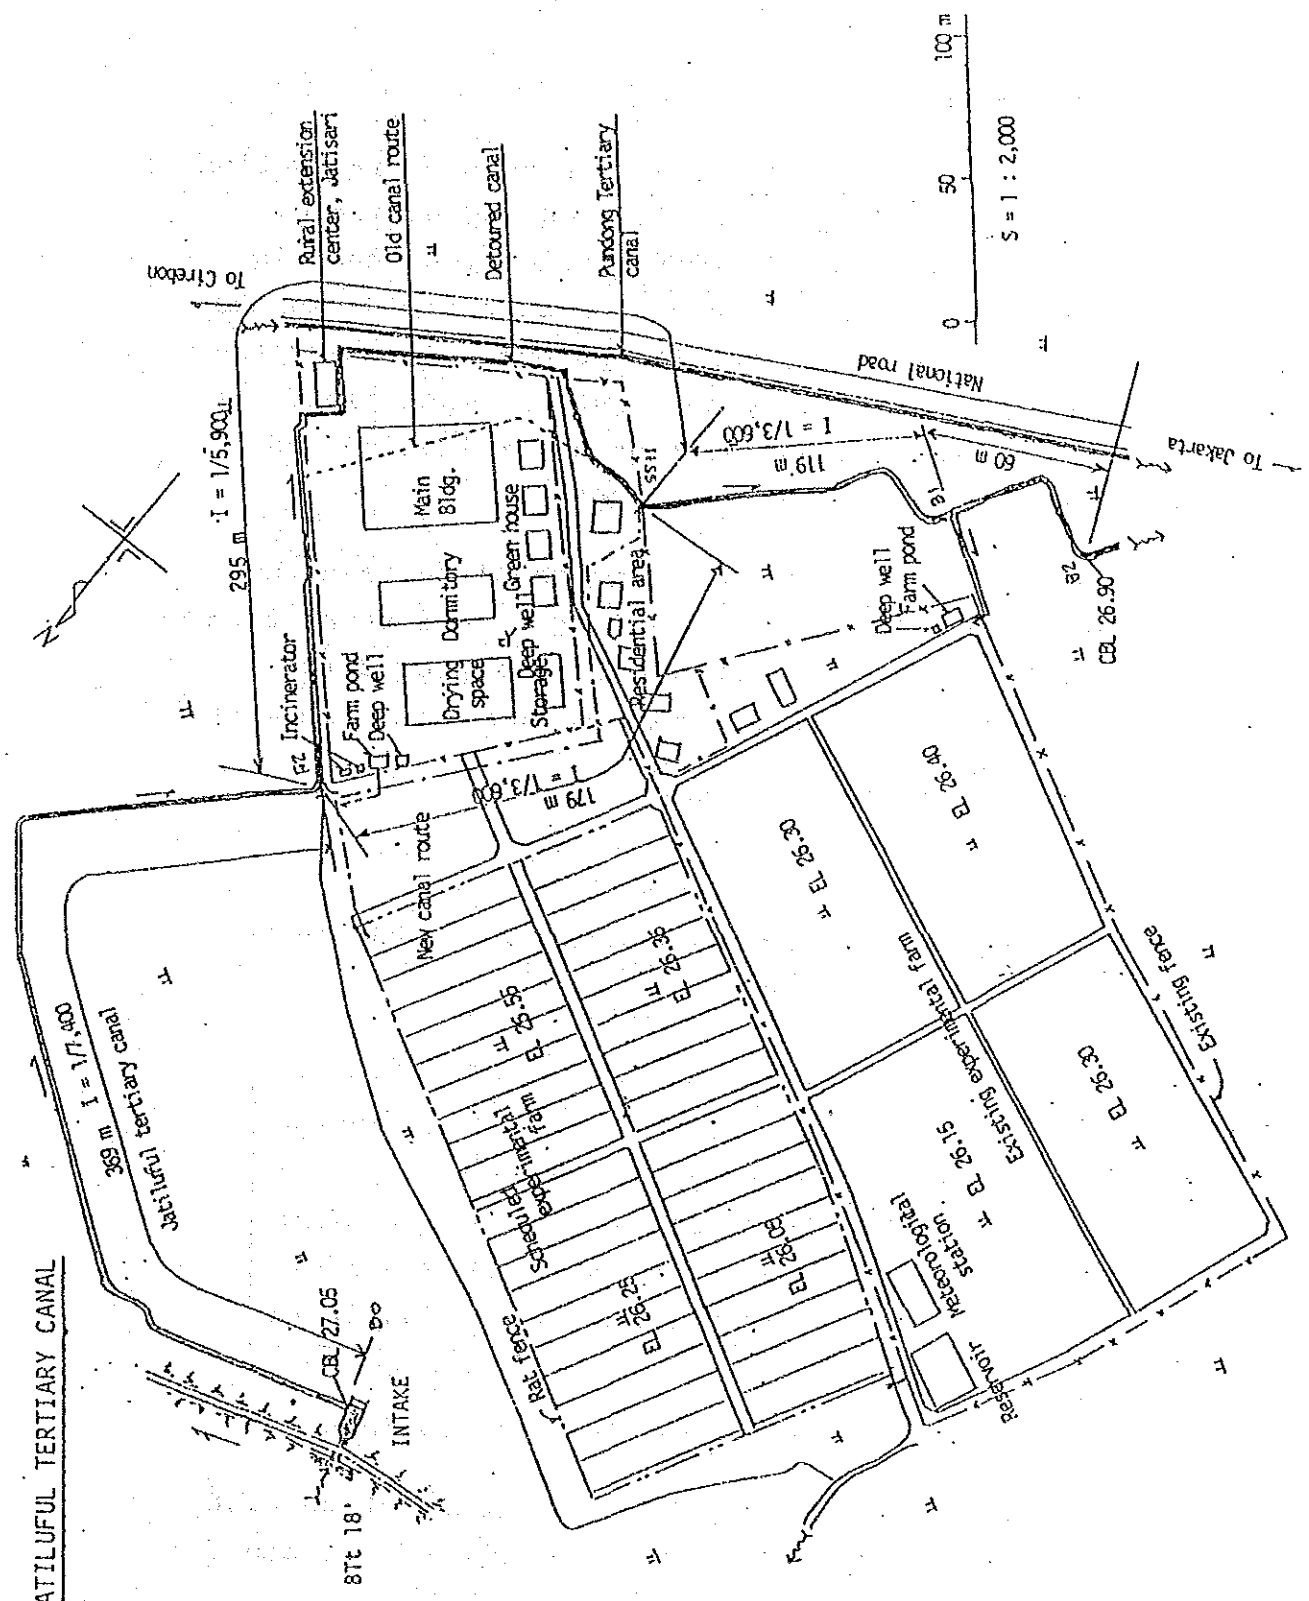 ATILUFUL TERTIARY CANAL
BTt 18'
INTAKE
CBL 27.05
B0
369 m I = 1/7,400
Jatiluful tertiary canal
N
295 m I = 1/5,900
To Cirebon
Rural extension
center, Jatisari
Old canal route
Detoured canal
Pundong Tertiary
canal
National road
To Jakarta
0
50
100 m
S = 1 : 2,000
Incinerator
Farm pond
Deep well
Main
Bldg.
Dormitory
Drying
space
Green house
Deep well
Storage
Residential area
119 m
I = 1/3,600
60 m
B1
B2
CBL 26.90
Deep well
Farm pond
New canal route
179 m
I = 1/3,600
Rat fence
Scheduled
experimental
farm
EL 26.55
EL 26.35
EL 26.25
EL 26.05
EL 26.30
EL 26.40
EL 26.15
EL 26.30
Existing experimental farm
Existing fence
Meteorological
station
Reservoir